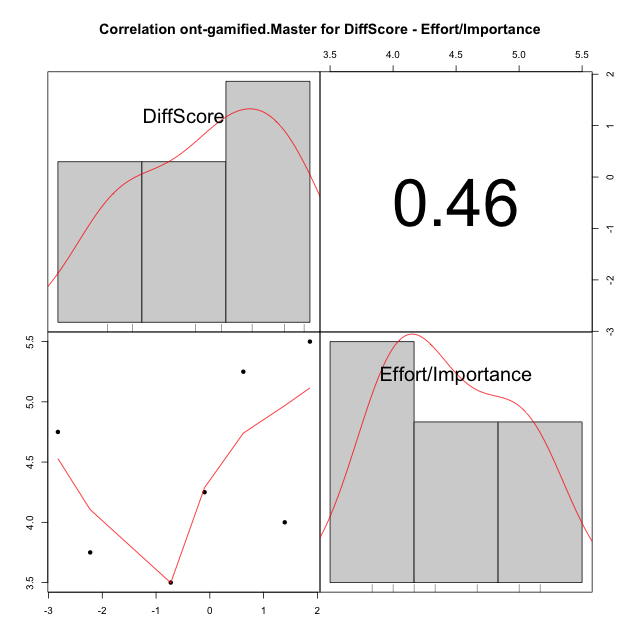 Correlation ont-gamified.Master for DiffScore - Effort/Importance
3.5 4.0 4.5 5.0 5.5
DiffScore
0.46
2
1
0
-1
-2
-3
5.5
5.0
4.5
4.0
3.5
Effort/Importance
-3 -2 -1 0 1 2